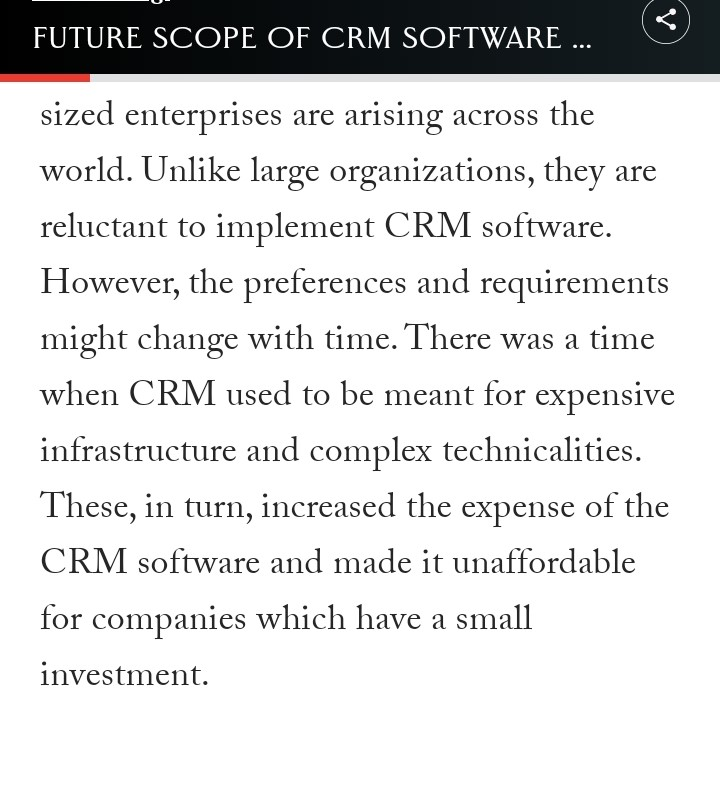 FUTURE SCOPE OF CRM SOFTWARE ...
sized enterprises are arising across the
world. Unlike large organizations, they are
reluctant to implement CRM software.
However, the preferences and requirements
might change with time. There was a time
when CRM used to be meant for expensive
infrastructure and complex technicalities.
These, in turn, increased the expense of the
CRM software and made it unaffordable
for companies which have a small
investment.